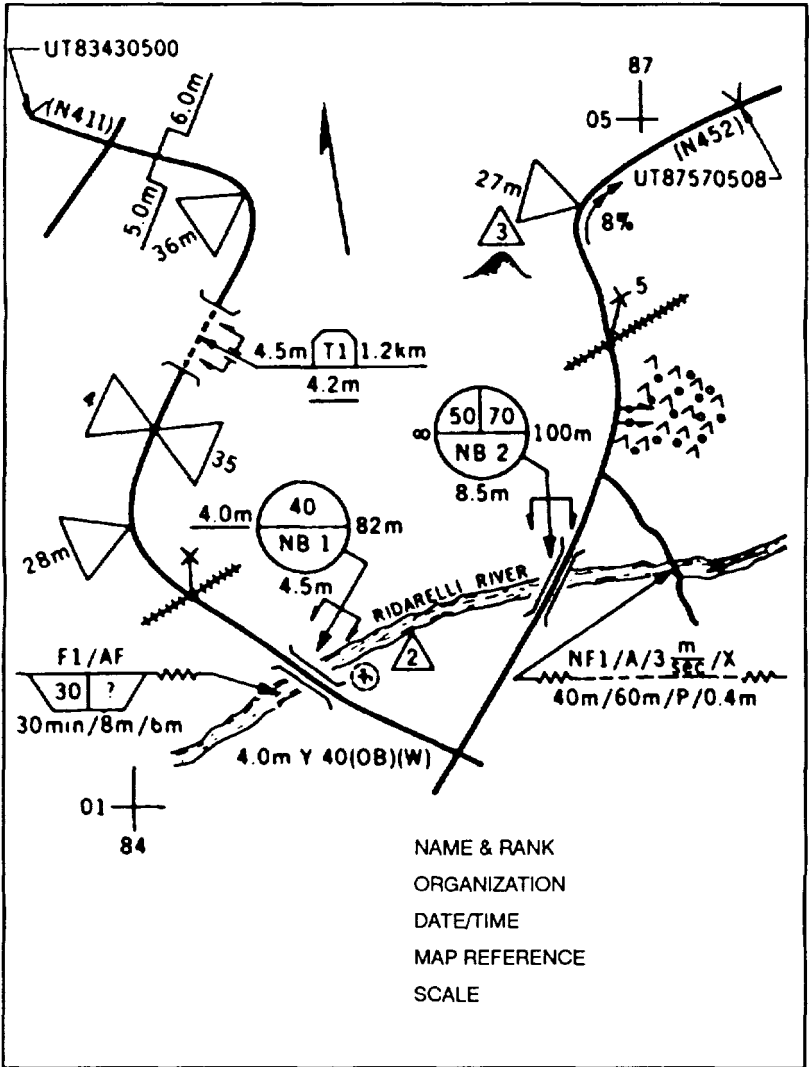 UT83430500
(N411)
6.0m
5.0m
36m
87
05
(N452)
UT87570508
27m
3
8%
5
4.5m T1 1.2km
4.2m
4
35
50 70
∞ NB 2 100m
8.5m
40
4.0m NB 1 82m
4.5m
28m
RIDARELLI RIVER
2
F1/AF
30 ?
30min/8m/6m
NF1/A/3 m/sec /X
40m/60m/P/0.4m
4.0m Y 40(OB)(W)
01
84
NAME & RANK
ORGANIZATION
DATE/TIME
MAP REFERENCE
SCALE